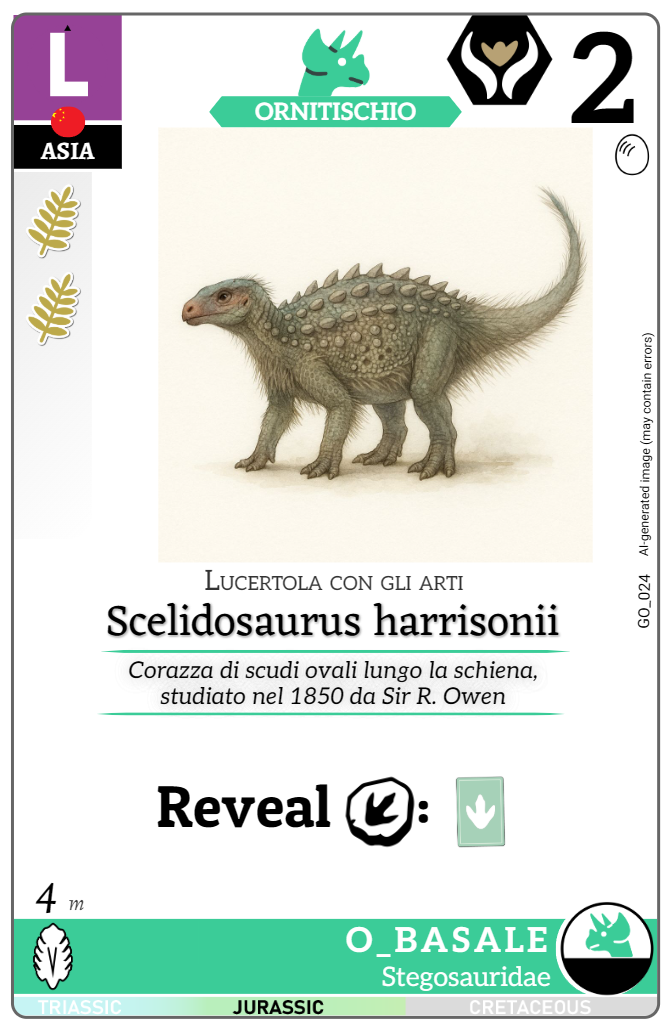 L
ASIA
ORNITISCHIO
2
AI-generated image (may contain errors)
GO_024
Lucertola con gli arti
Scelidosaurus harrisonii
Corazza di scudi ovali lungo la schiena,
studiato nel 1850 da Sir R. Owen
Reveal :
4 m
O_BASALE
Stegosauridae
TRIASSIC JURASSIC CRETACEOUS